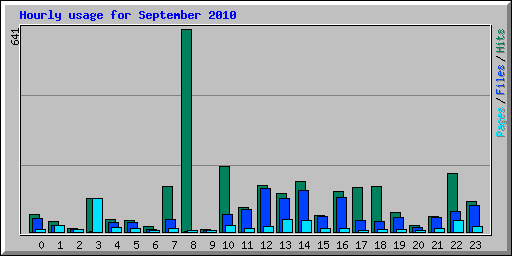 Hourly usage for September 2010
641
Pages/Files/Hits
0 1 2 3 4 5 6 7 8 9 10 11 12 13 14 15 16 17 18 19 20 21 22 23